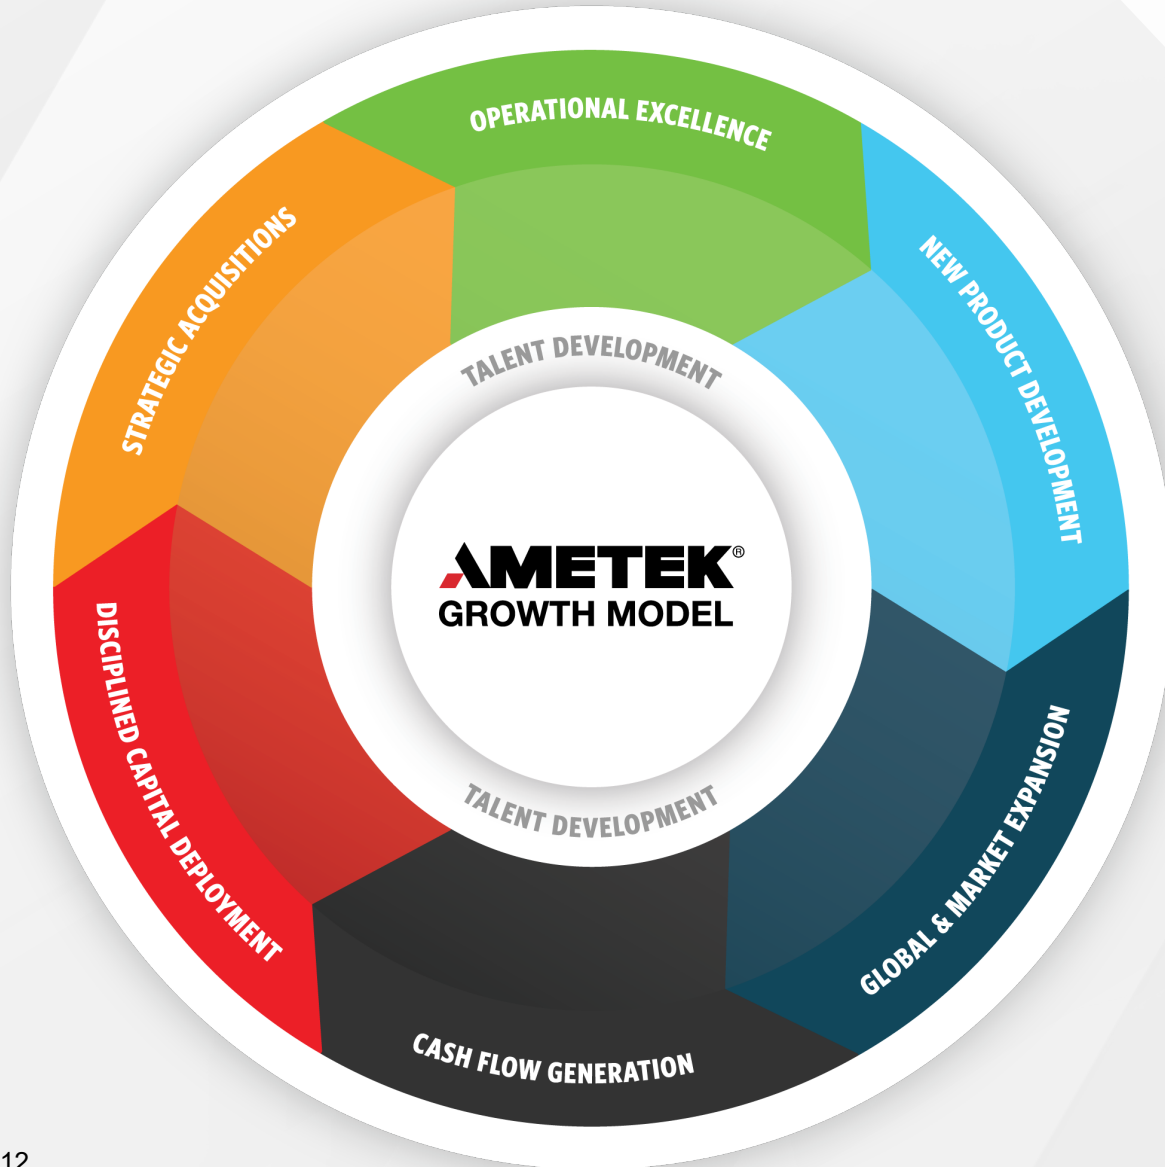 OPERATIONAL EXCELLENCE
NEW PRODUCT DEVELOPMENT
GLOBAL & MARKET EXPANSION
CASH FLOW GENERATION
DISCIPLINED CAPITAL DEPLOYMENT
STRATEGIC ACQUISITIONS
TALENT DEVELOPMENT
AMETEK®
GROWTH MODEL
TALENT DEVELOPMENT
12